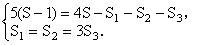 5(S-1) = 4S-S₁-S₂-S₃,
S₁ = S₂ = 3S₃.